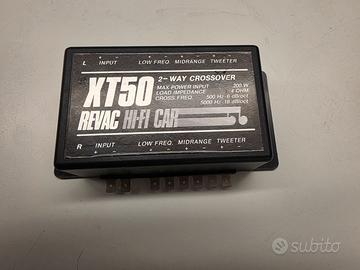 L INPUT LOW FREQ. MIDRANGE TWEETER
- + - + - + - +
XT50
2-WAY CROSSOVER
MAX POWER INPUT 200 W
LOAD IMPEDANCE 4 OHM
CROSS. FREQ. 500 Hz-6 dB/oct
5000 Hz-18 dB/oct
REVAC HI-FI CAR
R INPUT LOW FREQ. MIDRANGE TWEETER
subito